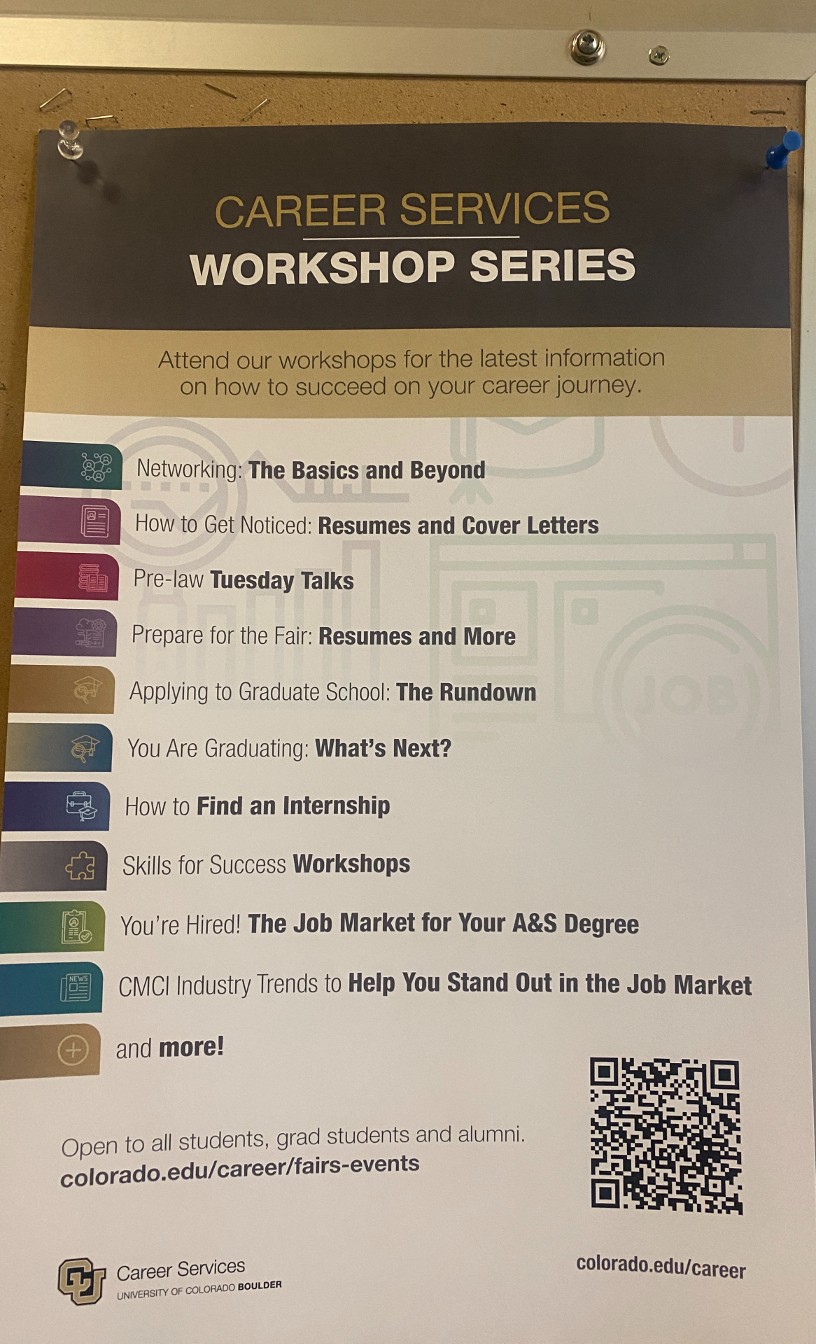 CAREER SERVICES
WORKSHOP SERIES
Attend our workshops for the latest information
on how to succeed on your career journey.
Networking: The Basics and Beyond
How to Get Noticed: Resumes and Cover Letters
Pre-law Tuesday Talks
Prepare for the Fair: Resumes and More
JOB
Applying to Graduate School: The Rundown
You Are Graduating: What's Next?
How to Find an Internship
Skills for Success Workshops
You're Hired! The Job Market for Your A&S Degree
NEWS
CMCI Industry Trends to Help You Stand Out in the Job Market
and more!
Open to all students, grad students and alumni.
colorado.edu/career/fairs-events
CU
Career Services
UNIVERSITY OF COLORADO BOULDER
colorado.edu/career